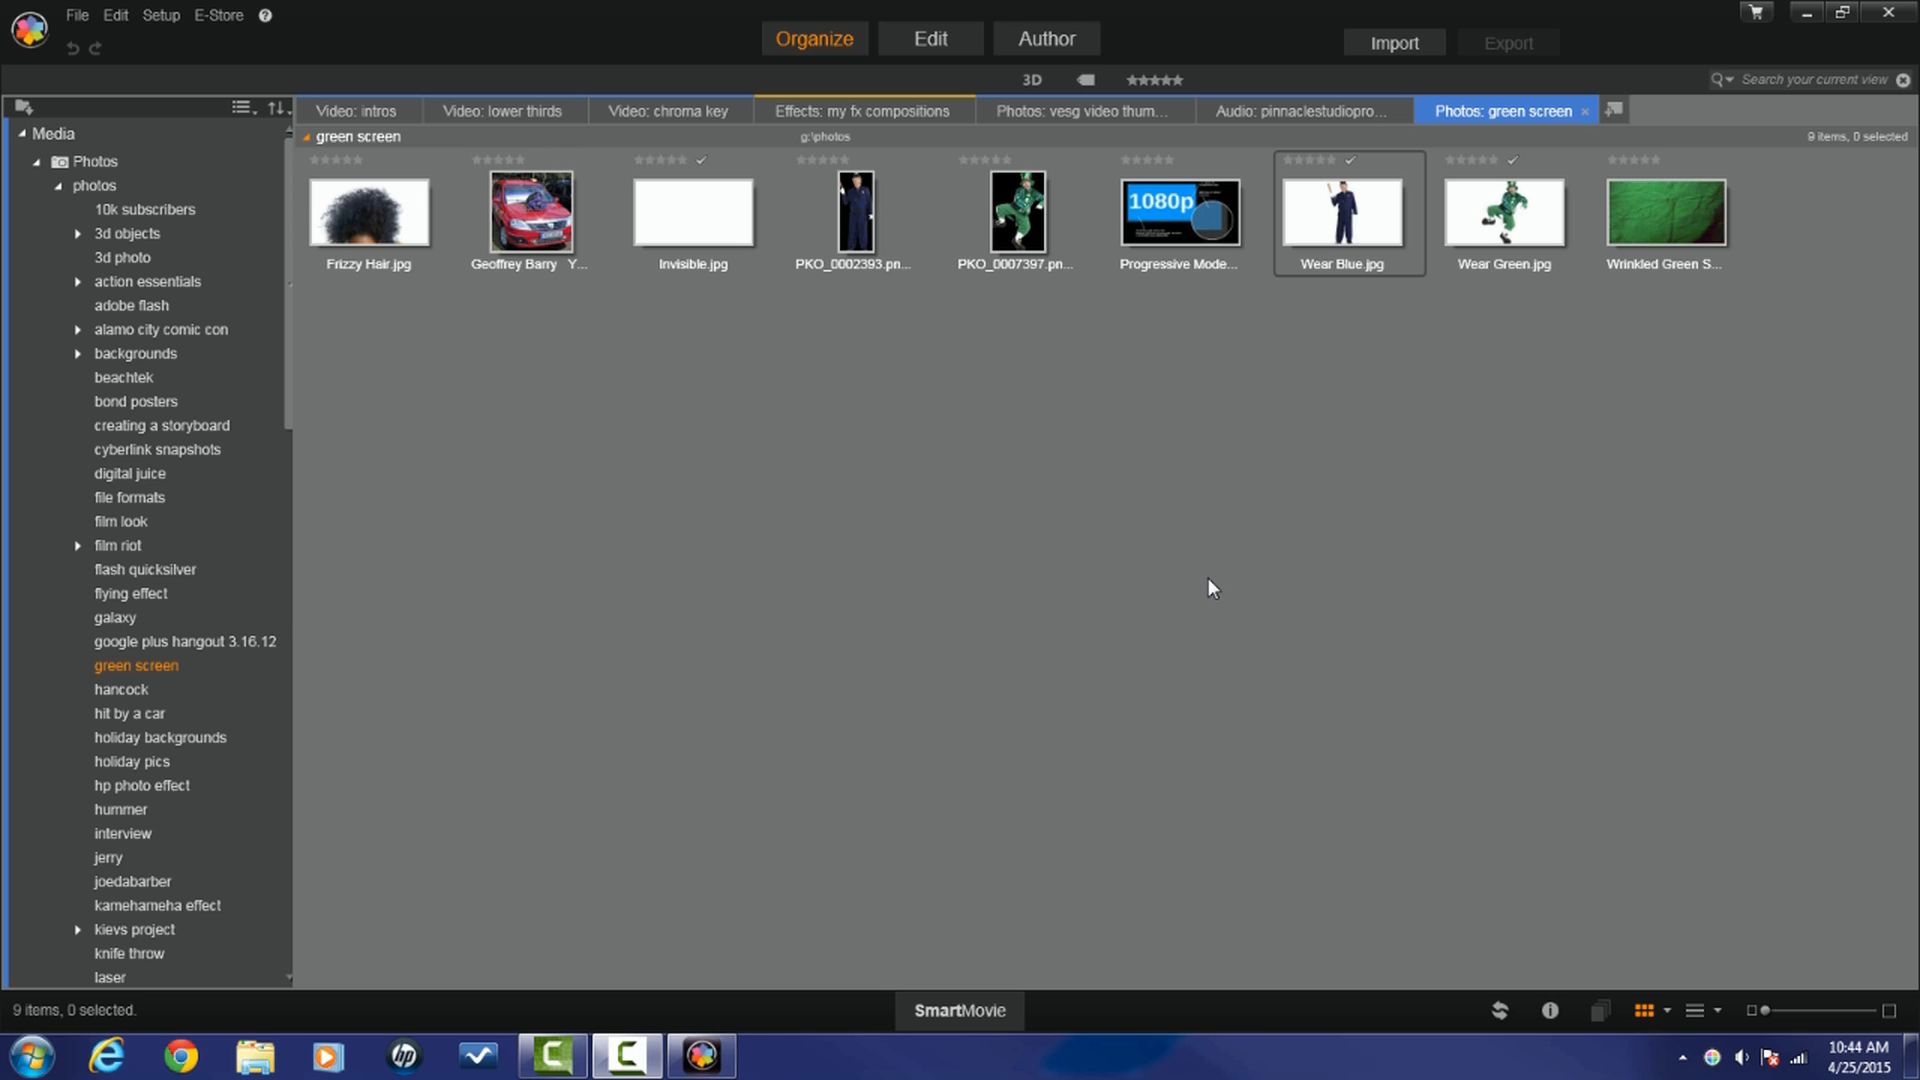 File Edit Setup E-Store ?
Organize Edit Author Import Export
3D Search your current view
Video: intros Video: lower thirds Video: chroma key Effects: my fx compositions Photos: vesg video thum... Audio: pinnaclestudiopro... Photos: green screen
green screen g:\photos 9 items, 0 selected
Media
Photos
photos
10k subscribers
3d objects
3d photo
action essentials
adobe flash
alamo city comic con
backgrounds
beachtek
bond posters
creating a storyboard
cyberlink snapshots
digital juice
file formats
film look
film riot
flash quicksilver
flying effect
galaxy
google plus hangout 3.16.12
green screen
hancock
hit by a car
holiday backgrounds
holiday pics
hp photo effect
hummer
interview
jerry
joedabarber
kamehameha effect
kievs project
knife throw
laser
1080p
Frizzy Hair.jpg Geoffrey Barry Y... Invisible.jpg PKO_0002393.pn... PKO_0007397.pn... Progressive Mode... Wear Blue.jpg Wear Green.jpg Wrinkled Green S...
9 items, 0 selected.
SmartMovie
hp
10:44 AM
4/25/2015